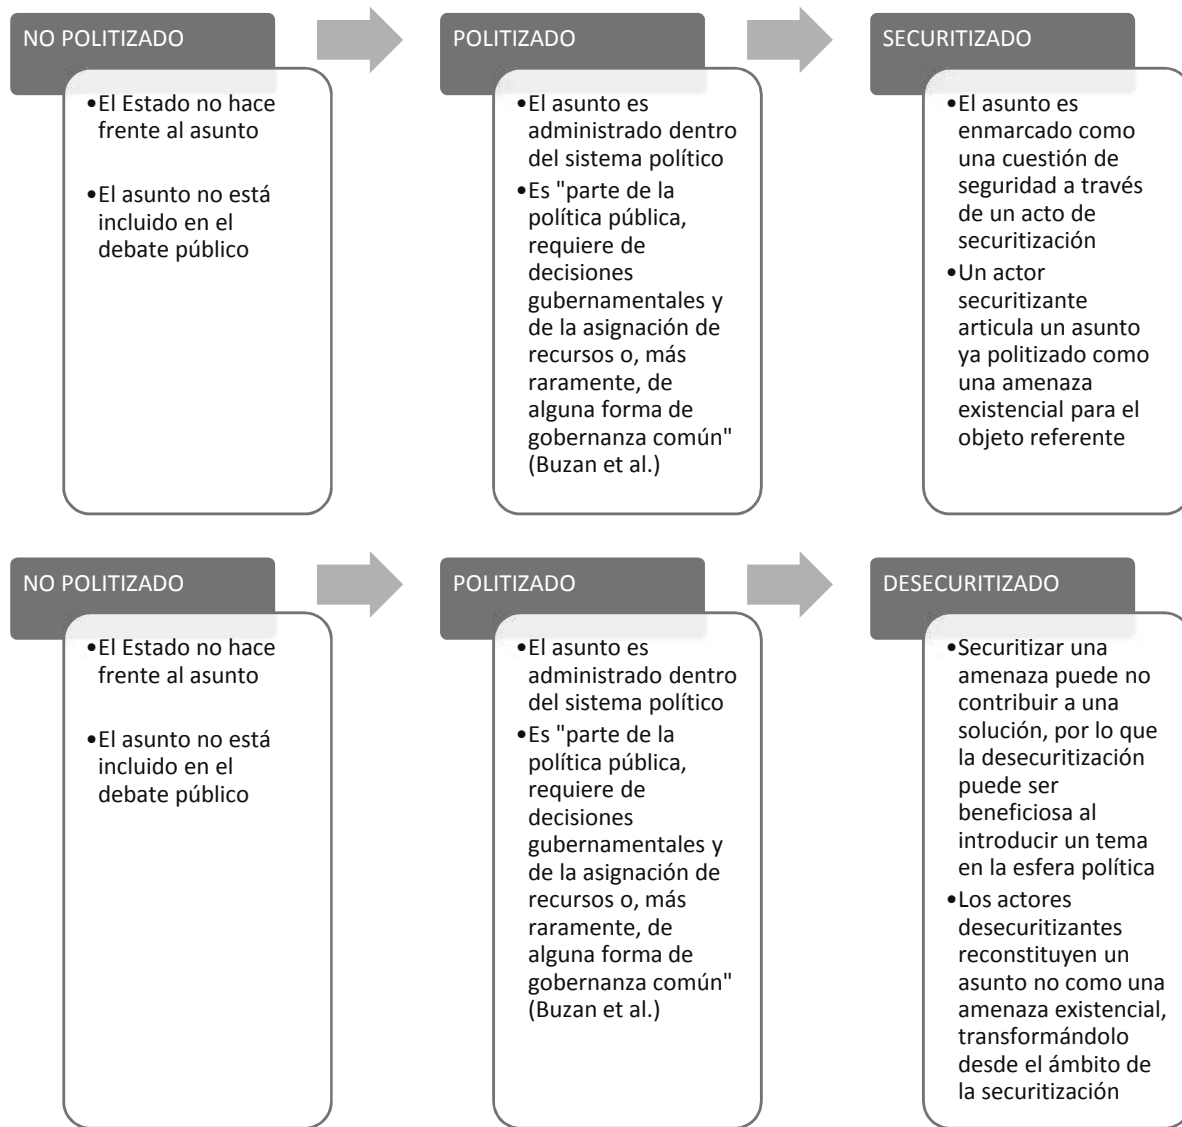 NO POLITIZADO
•El Estado no hace
frente al asunto
•El asunto no está
incluido en el
debate público
POLITIZADO
•El asunto es
administrado dentro
del sistema político
•Es "parte de la
política pública,
requiere de
decisiones
gubernamentales y
de la asignación de
recursos o, más
raramente, de
alguna forma de
gobernanza común"
(Buzan et al.)
SECURITIZADO
•El asunto es
enmarcado como
una cuestión de
seguridad a través
de un acto de
securitización
•Un actor
securitizante
articula un asunto
ya politizado como
una amenaza
existencial para el
objeto referente
NO POLITIZADO
•El Estado no hace
frente al asunto
•El asunto no está
incluido en el
debate público
POLITIZADO
•El asunto es
administrado dentro
del sistema político
•Es "parte de la
política pública,
requiere de
decisiones
gubernamentales y
de la asignación de
recursos o, más
raramente, de
alguna forma de
gobernanza común"
(Buzan et al.)
DESECURITIZADO
•Securitizar una
amenaza puede no
contribuir a una
solución, por lo que
la desecuritización
puede ser
beneficiosa al
introducir un tema
en la esfera política
•Los actores
desecuritizantes
reconstituyen un
asunto no como una
amenaza existencial,
transformándolo
desde el ámbito de
la securitización